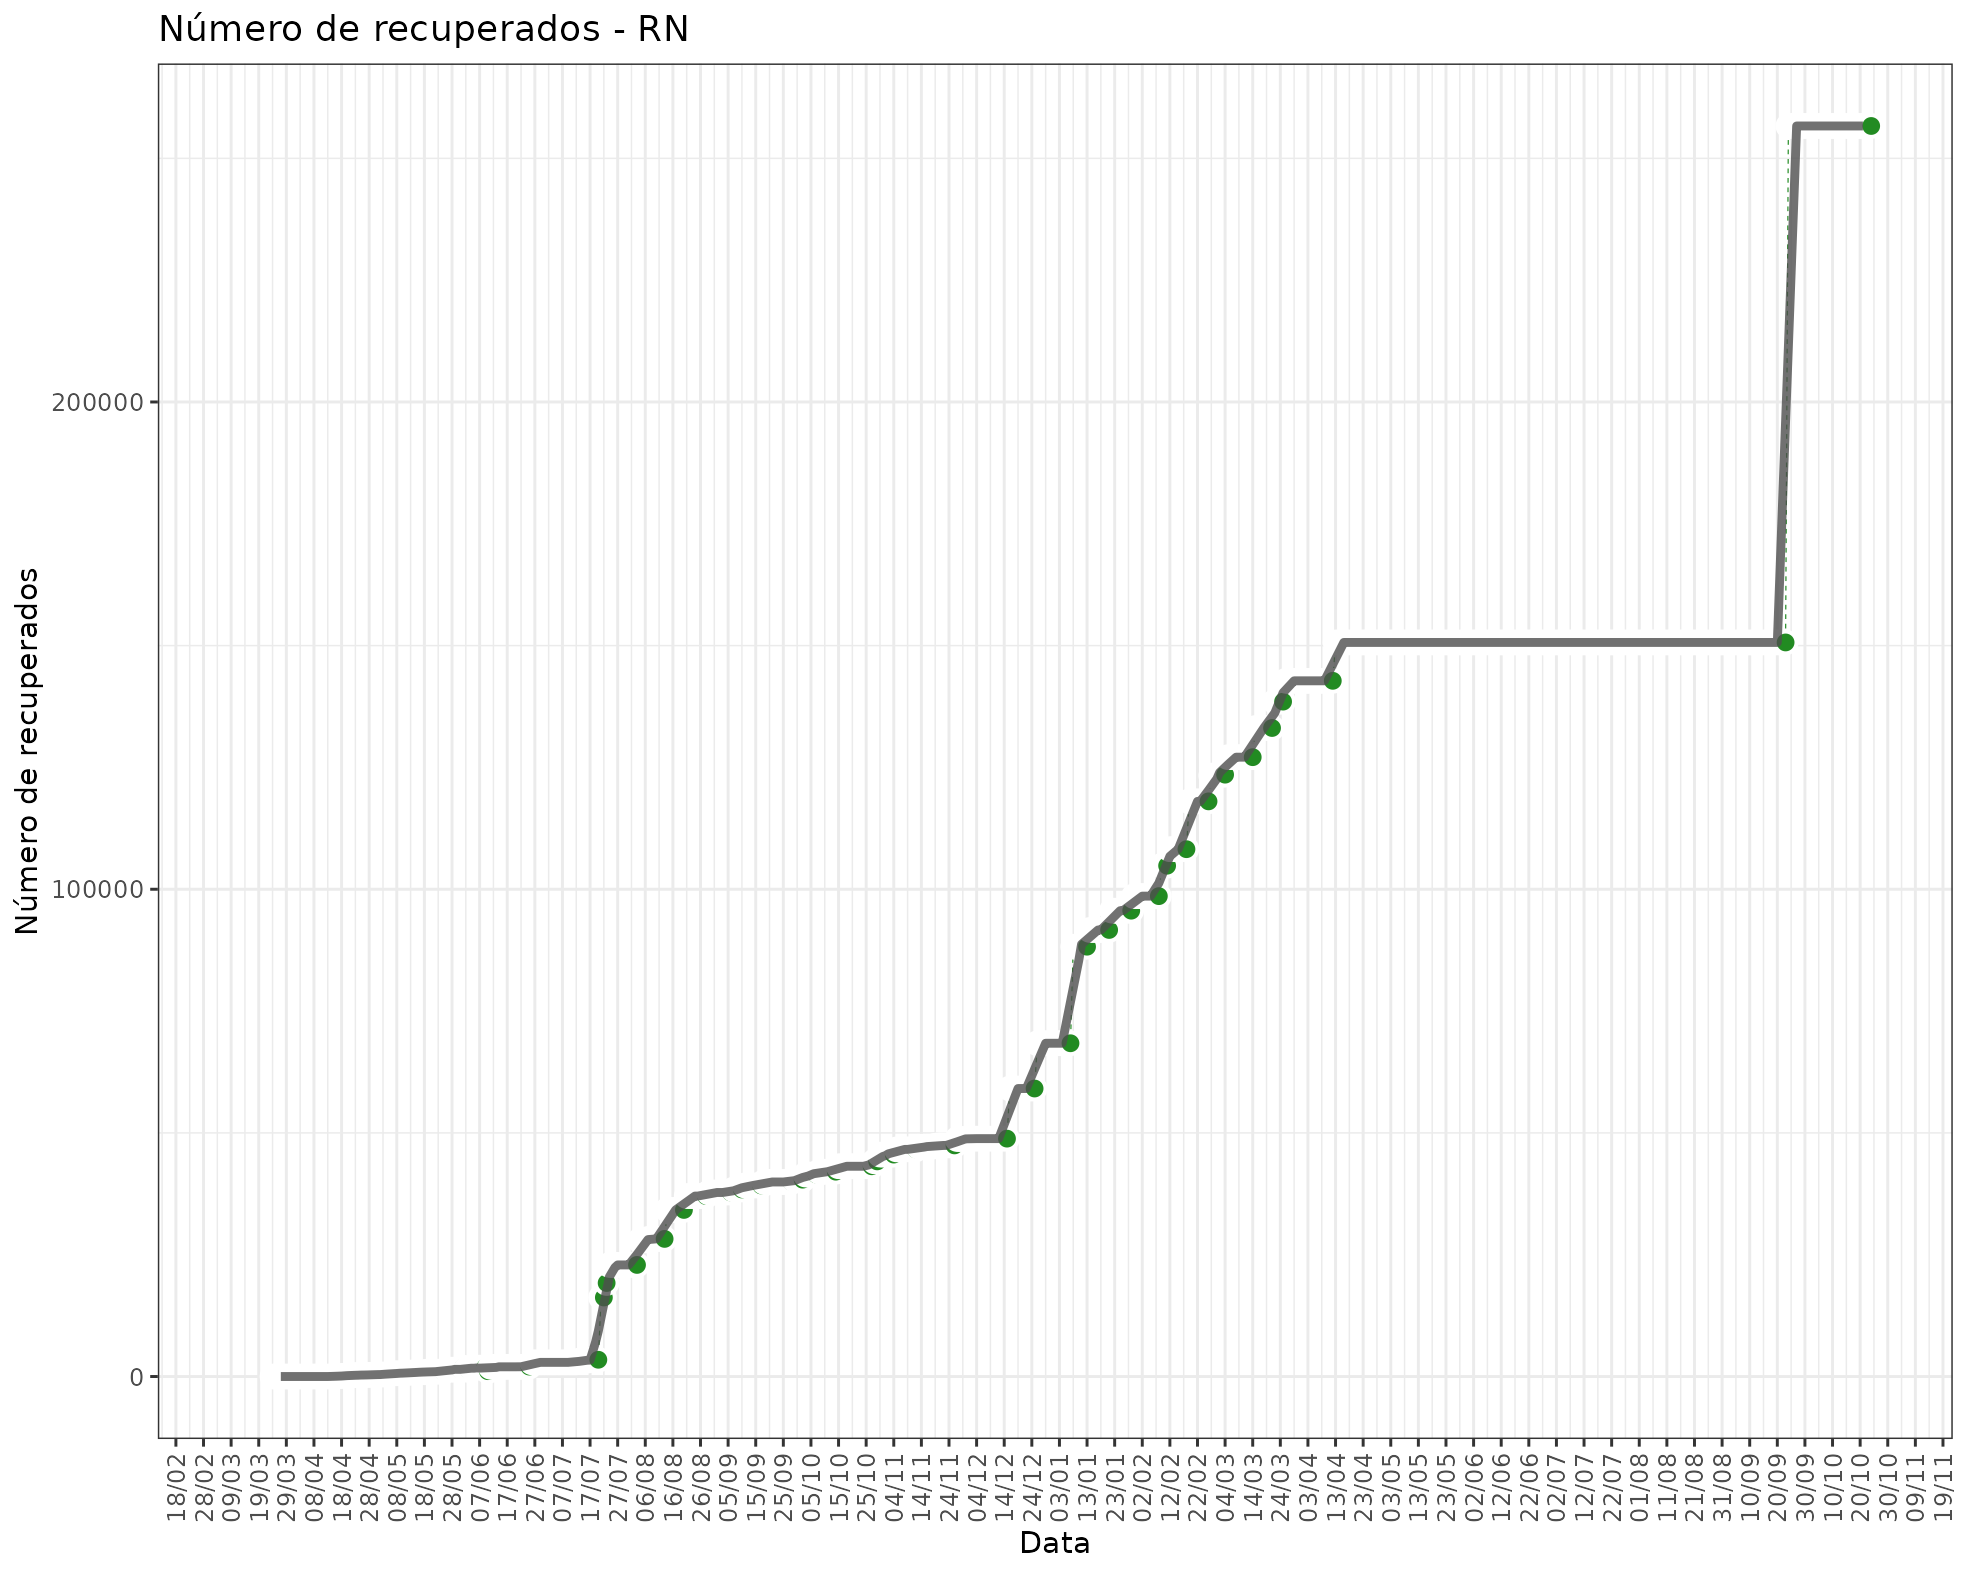 Número de recuperados - RN
Número de recuperados
200000
100000
0
18/02 28/02 09/03 19/03 29/03 08/04 18/04 28/04 08/05 18/05 28/05 07/06 17/06 27/06 07/07 17/07 27/07 06/08 16/08 26/08 05/09 15/09 25/09 05/10 15/10 25/10 04/11 14/11 24/11 04/12 14/12 24/12 03/01 13/01 23/01 02/02 12/02 22/02 04/03 14/03 24/03 03/04 13/04 23/04 03/05 13/05 23/05 02/06 12/06 22/06 02/07 12/07 22/07 01/08 11/08 21/08 31/08 10/09 20/09 30/09 10/10 20/10 30/10 09/11 19/11
Data